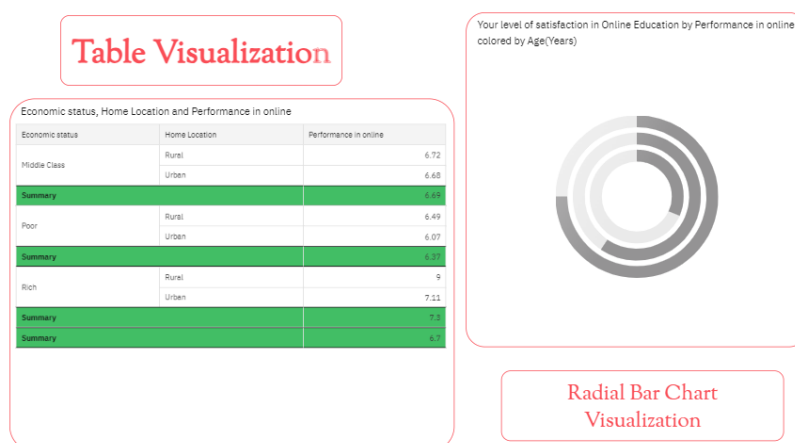 Table Visualization
Economic status, Home Location and Performance in online
Economic status Home Location Performance in online
Middle Class Rural 6.72
Urban 6.68
Summary 6.69
Poor Rural 6.49
Urban 6.07
Summary 6.37
Rich Rural 9
Urban 7.11
Summary 7.3
Summary 6.7
Your level of satisfaction in Online Education by Performance in online
colored by Age(Years)
Radial Bar Chart
Visualization